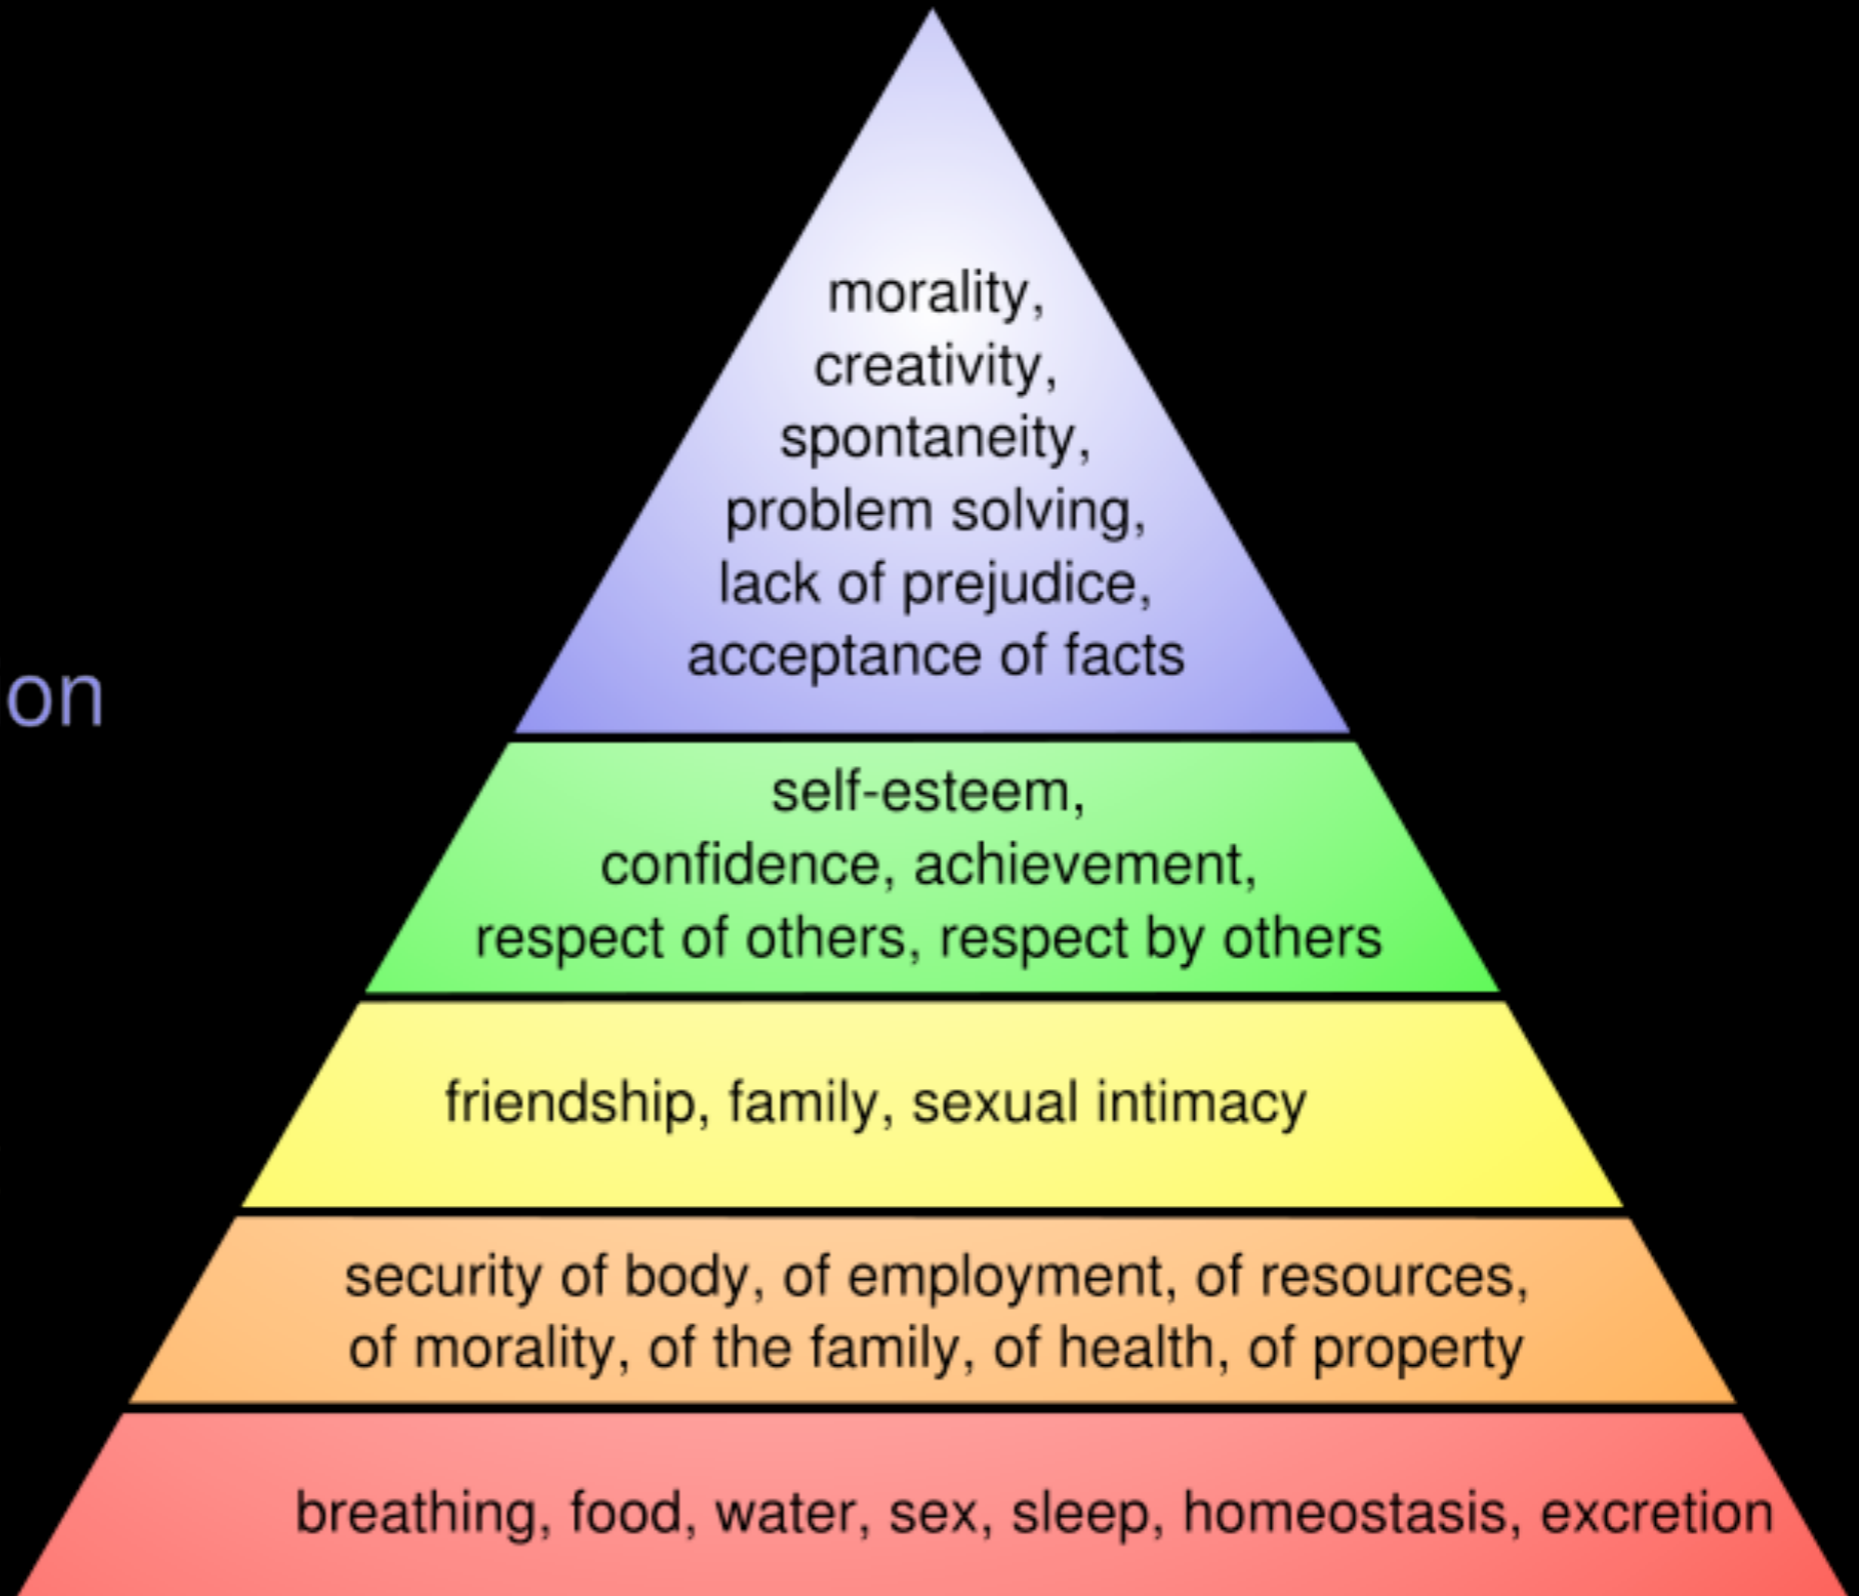 morality,
creativity,
spontaneity,
problem solving,
lack of prejudice,
acceptance of facts
on
self-esteem,
confidence, achievement,
respect of others, respect by others
friendship, family, sexual intimacy
security of body, of employment, of resources,
of morality, of the family, of health, of property
breathing, food, water, sex, sleep, homeostasis, excretion